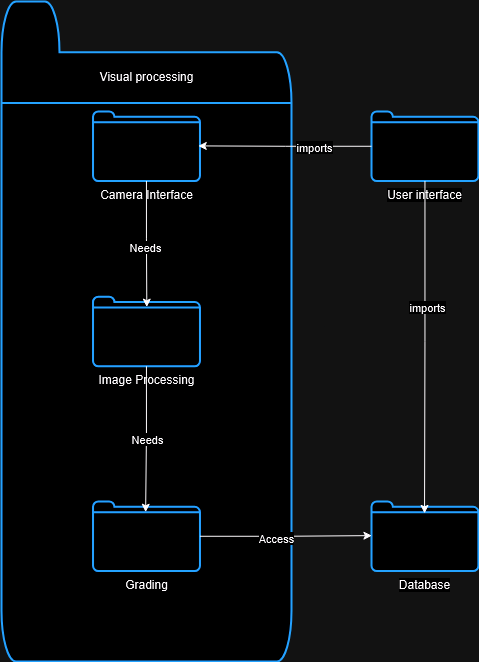 Visual processing
imports
Camera Interface
User interface
Needs
imports
Image Processing
Needs
Access
Grading
Database